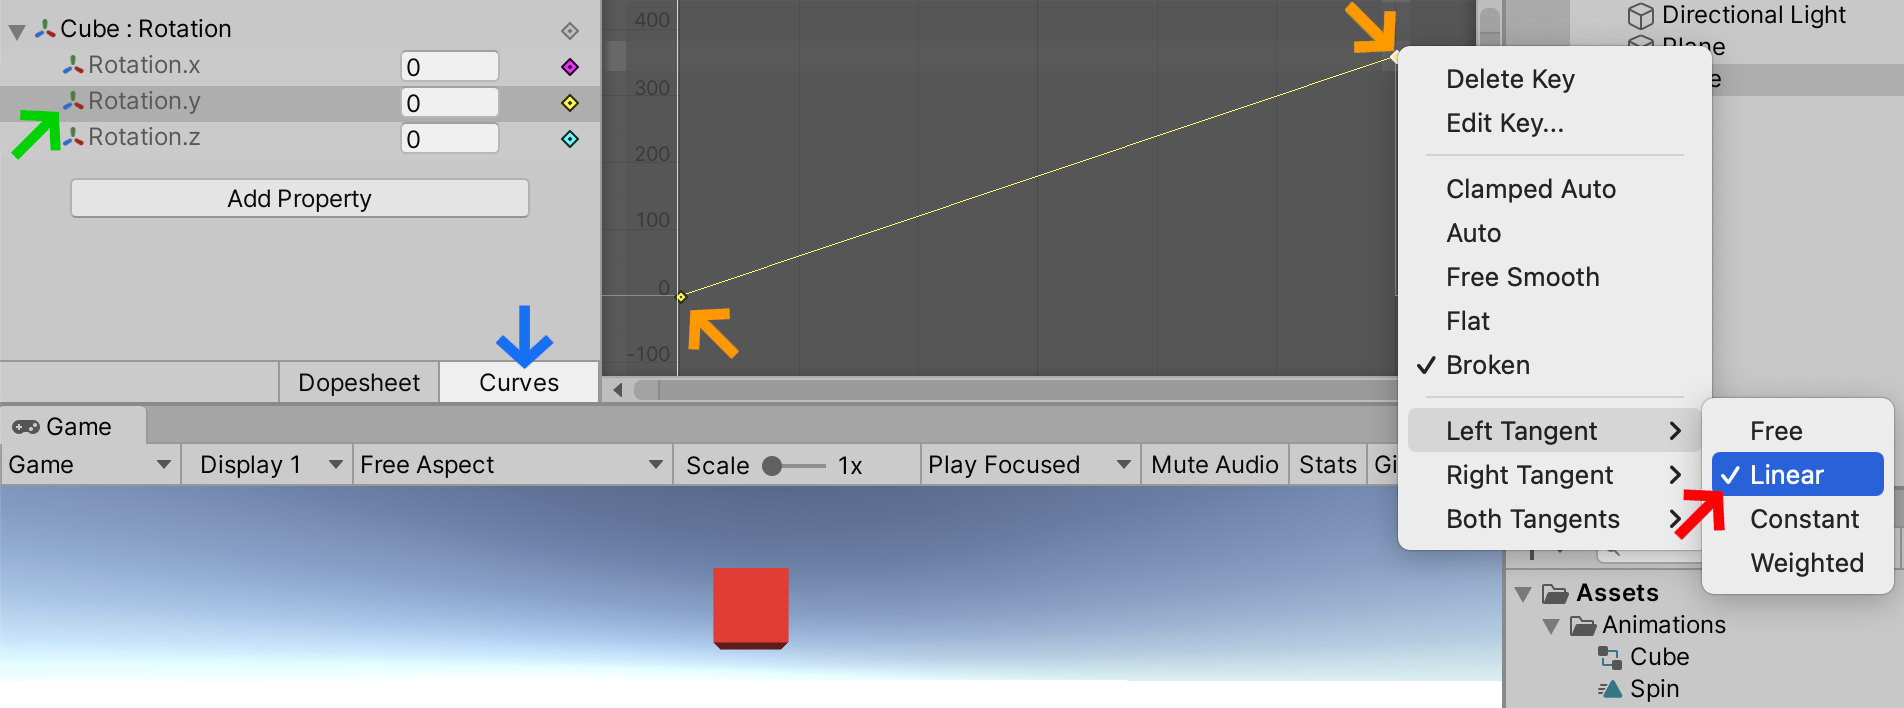 Cube : Rotation
Rotation.x
0
Rotation.y
0
Rotation.z
0
Add Property
Dopesheet
Curves
400
300
200
100
0
-100
Directional Light
Plane
e
Delete Key
Edit Key...
Clamped Auto
Auto
Free Smooth
Flat
Broken
Left Tangent
Right Tangent
Both Tangents
Free
Linear
Constant
Weighted
Game
Game
Display 1
Free Aspect
Scale
1x
Play Focused
Mute Audio
Stats
Gi
Assets
Animations
Cube
Spin